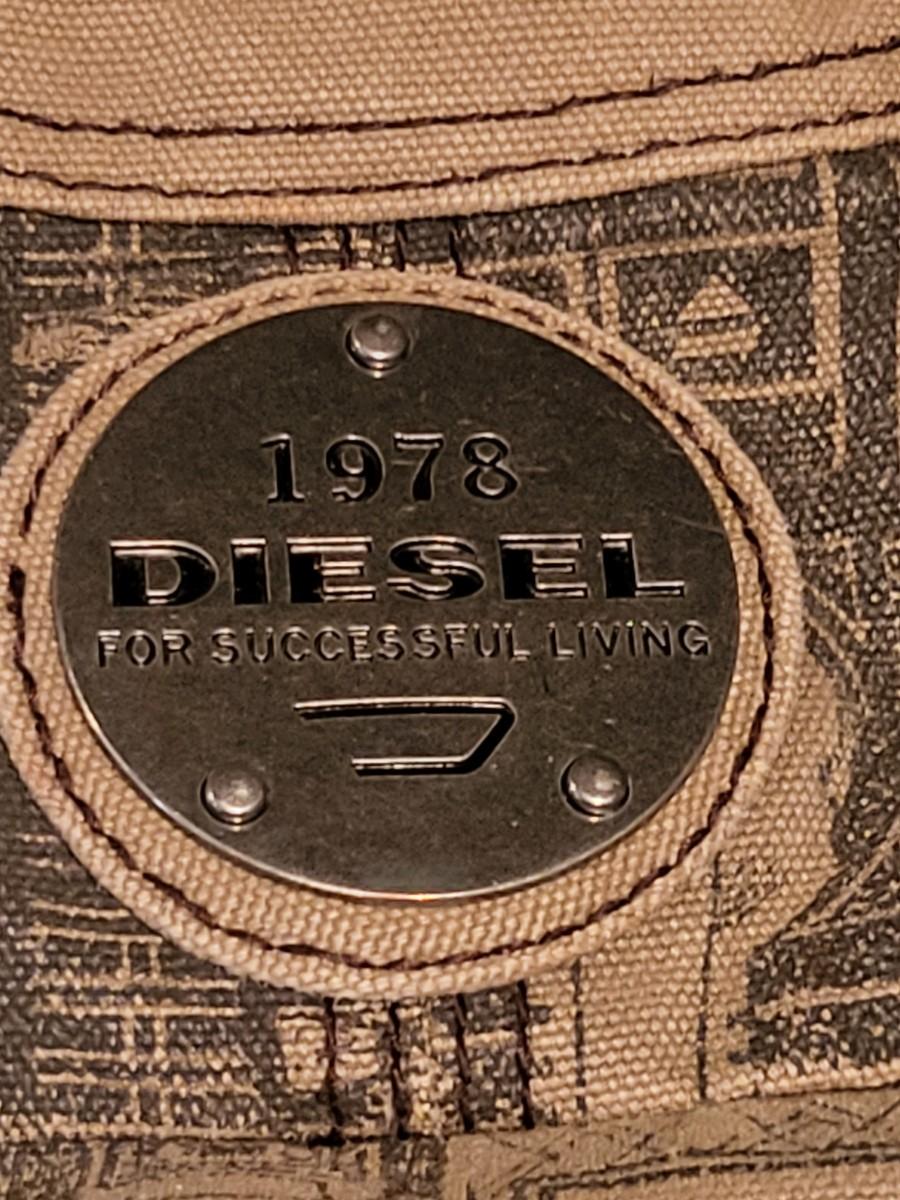 1978
DIESEL
FOR SUCCESSFUL LIVING